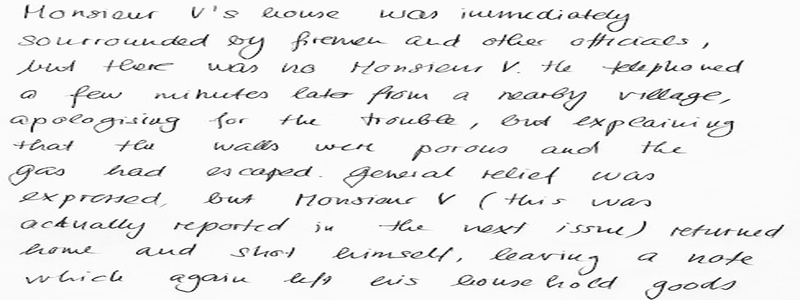 Monsieur V's house was immediately
sourrounded by firemen and other officials,
but there was no Monsieur V. He telephoned
a few minutes later from a nearby village,
apologising for the trouble, but explaining
that the walls were porous and the
gas had escaped. General relief was
expressed, but Monsieur V (this was
actually reported in the next issue) returned
home and shot himself, leaving a note
which again left his household goods